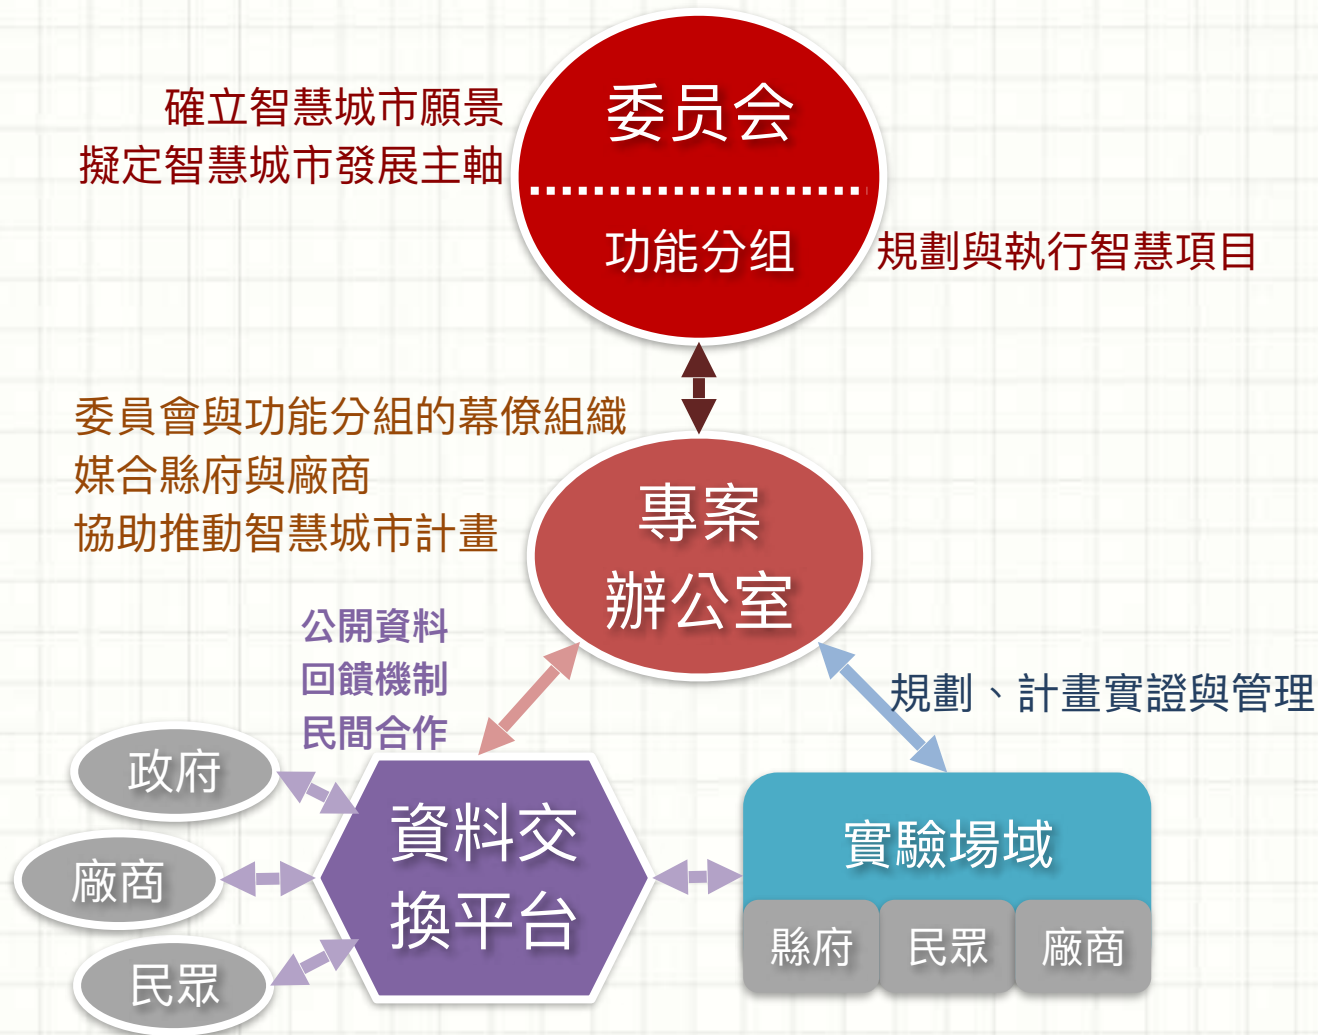 委员会
確立智慧城市願景
擬定智慧城市發展主軸
功能分组
規劃與執行智慧項目
委員會與功能分組的幕僚組織
媒合縣府與廠商
協助推動智慧城市計畫
專案
辦公室
公開資料
回饋機制
民間合作
規劃、計畫實證與管理
政府
廠商
民眾
資料交
換平台
實驗場域
縣府
民眾
廠商